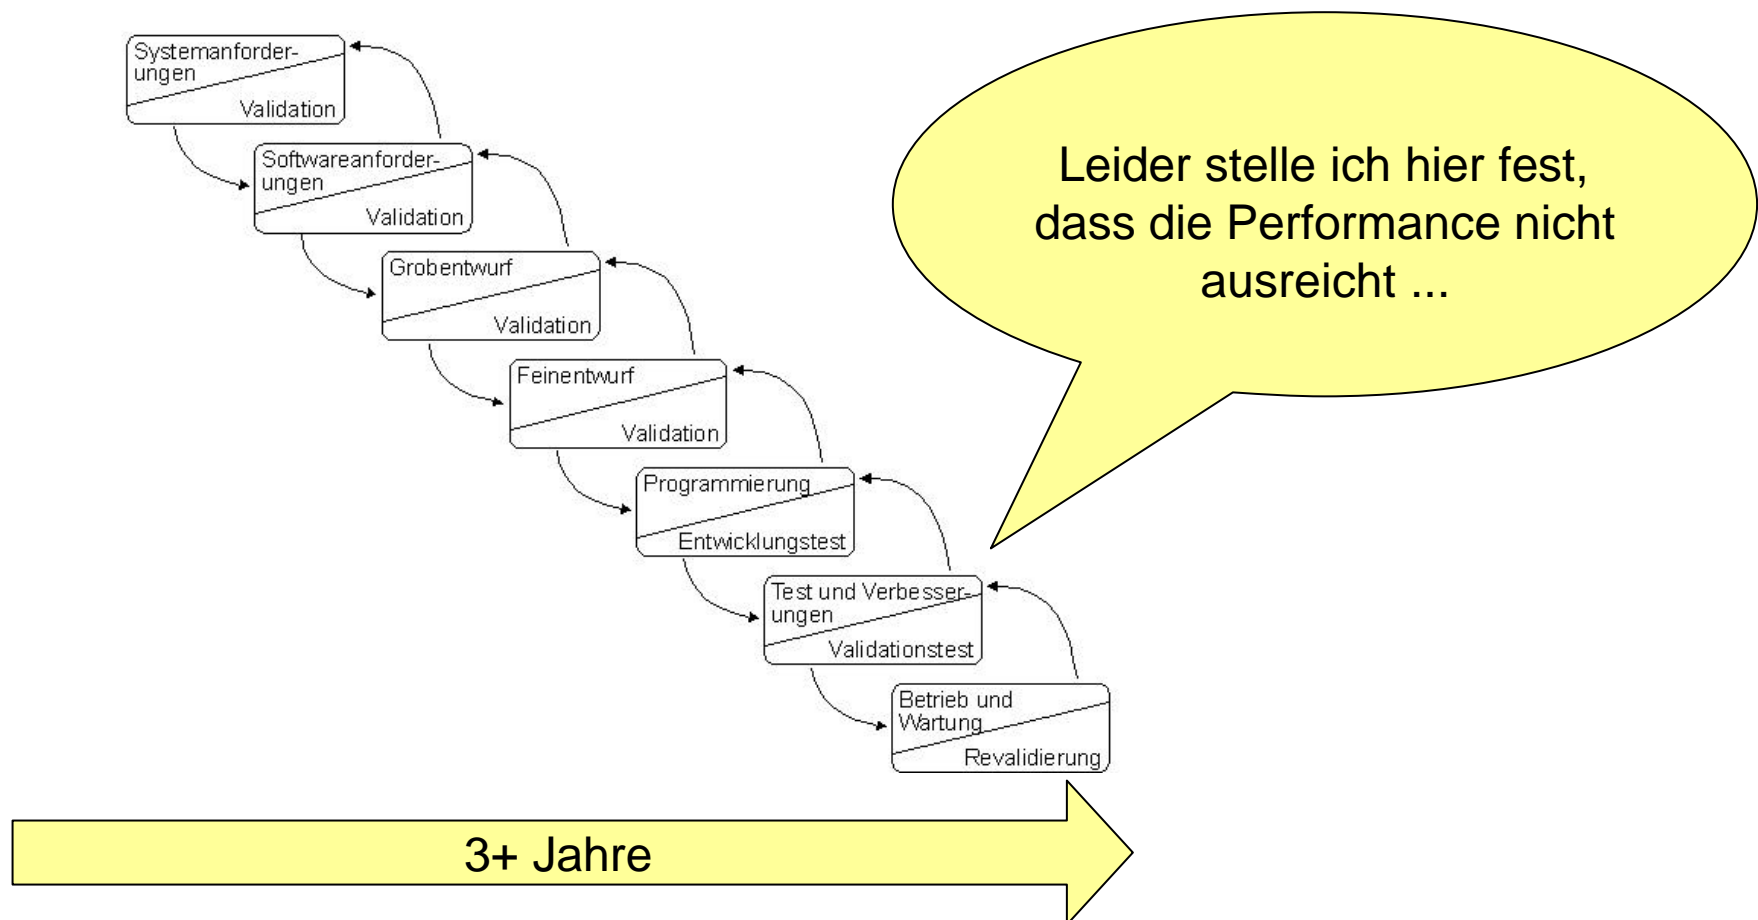 Systemanforder-
ungen
Validation
Softwareanforder-
ungen
Validation
Grobentwurf
Validation
Feinentwurf
Validation
Programmierung
Entwicklungstest
Test und Verbesser-
ungen
Validationstest
Betrieb und
Wartung
Revalidierung
Leider stelle ich hier fest,
dass die Performance nicht
ausreicht ...
3+ Jahre